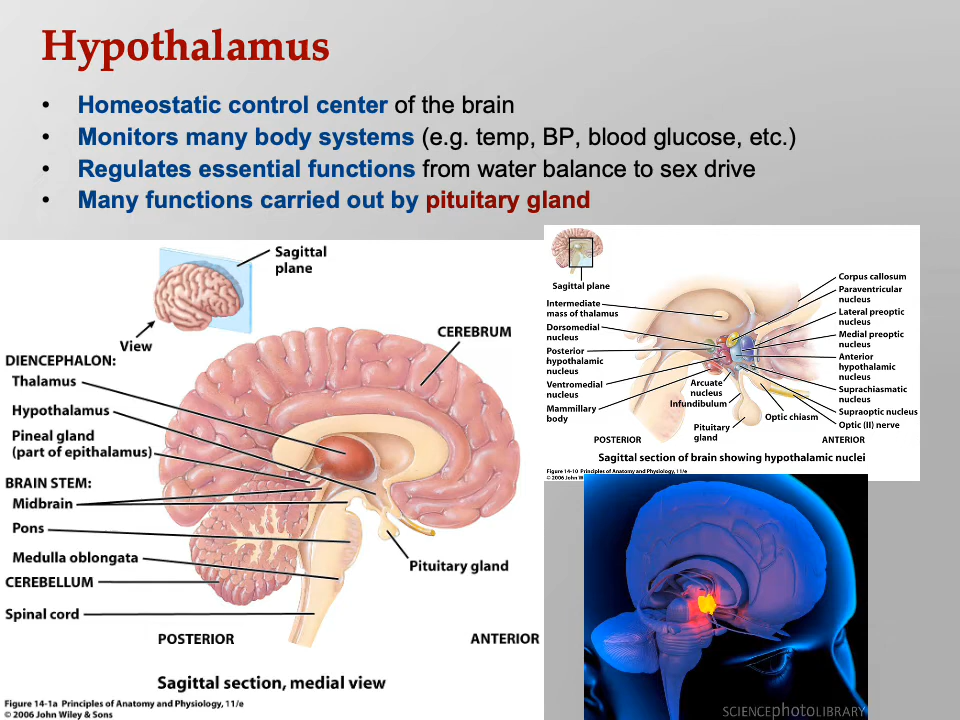 Hypothalamus
• Homeostatic control center of the brain
• Monitors many body systems (e.g. temp, BP, blood glucose, etc.)
• Regulates essential functions from water balance to sex drive
• Many functions carried out by pituitary gland
Sagittal
plane
View
CEREBRUM
DIENCEPHALON:
Thalamus
Hypothalamus
Pineal gland
(part of epithalamus)
BRAIN STEM:
Midbrain
Pons
Medulla oblongata
CEREBELLUM
Spinal cord
Pituitary gland
POSTERIOR
ANTERIOR
Sagittal section, medial view
Figure 14-1a Principles of Anatomy and Physiology, 11/e
© 2006 John Wiley & Sons
Sagittal plane
Intermediate
mass of thalamus
Dorsomedial
nucleus
Posterior
hypothalamic
nucleus
Ventromedial
nucleus
Mammillary
body
Corpus callosum
Paraventricular
nucleus
Lateral preoptic
nucleus
Medial preoptic
nucleus
Anterior
hypothalamic
nucleus
Suprachiasmatic
nucleus
Supraoptic nucleus
Optic (II) nerve
Arcuate
nucleus
Infundibulum
Optic chiasm
Pituitary
gland
POSTERIOR
ANTERIOR
Sagittal section of brain showing hypothalamic nuclei
Figure 14-10 Principles of Anatomy and Physiology, 11/e
© 2006 John W
SCIENCEphotoLIBRARY